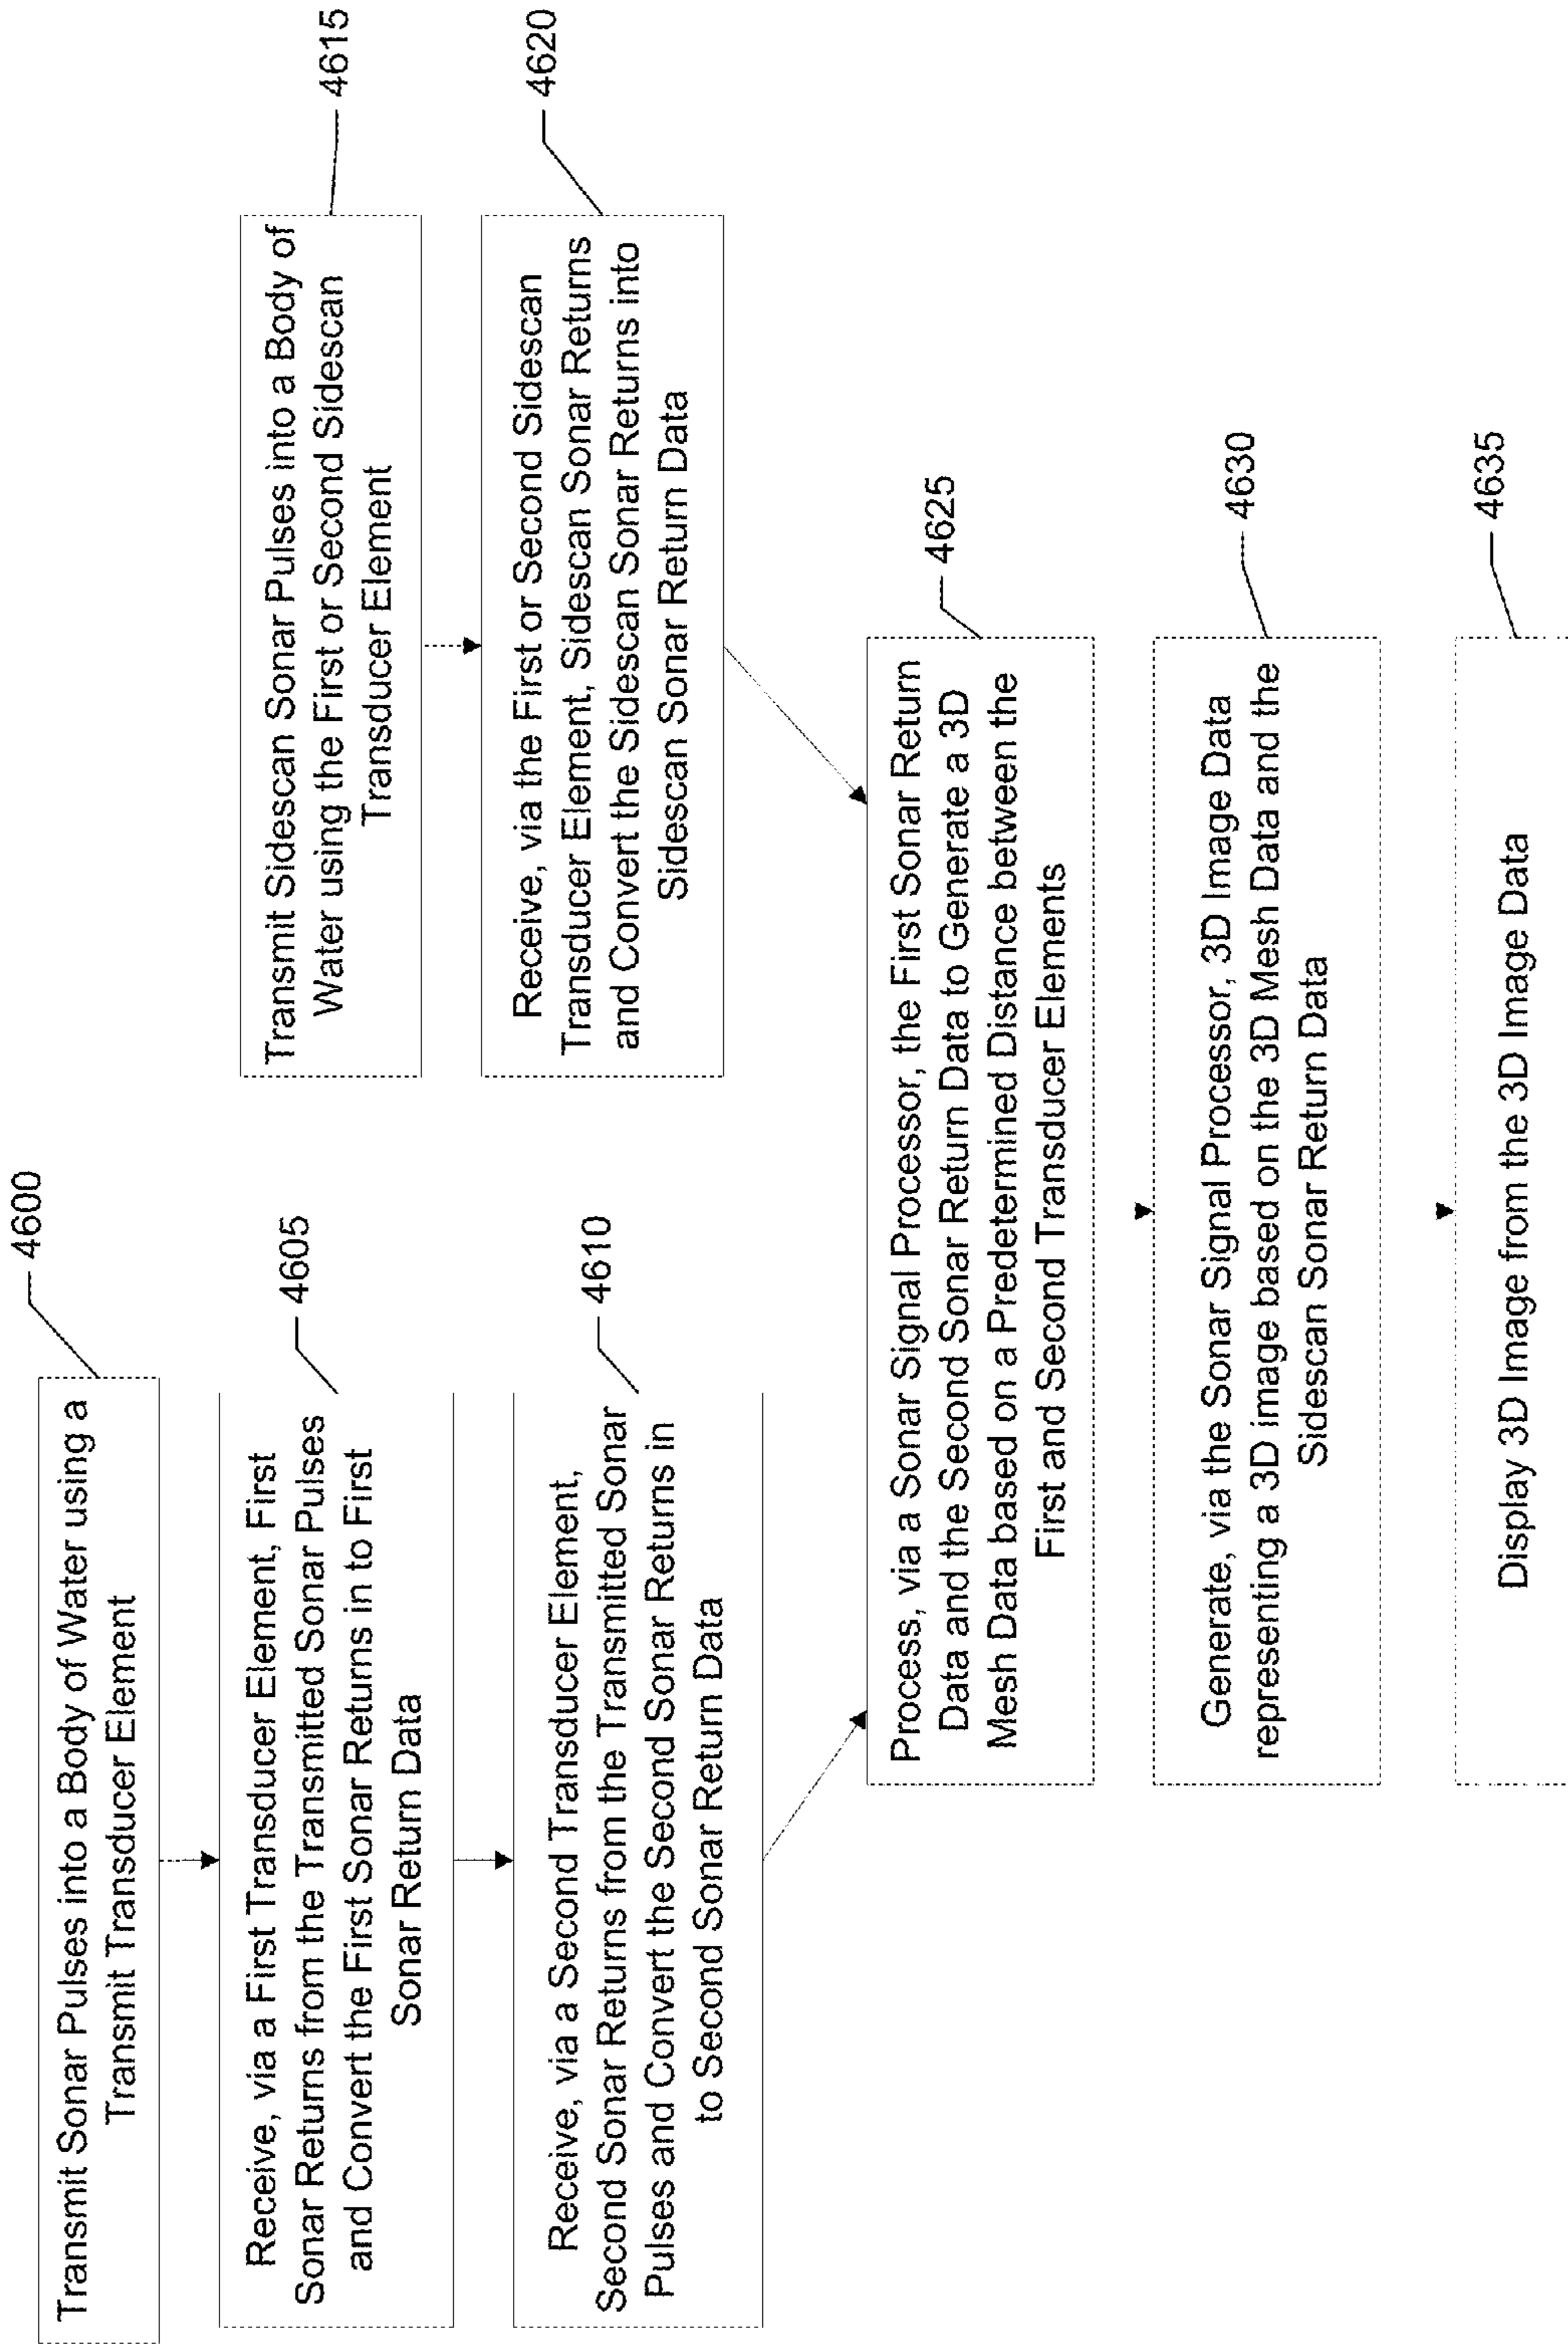 4600
Transmit Sonar Pulses into a Body of Water using a
Transmit Transducer Element
4605
Receive, via a First Transducer Element, First
Sonar Returns from the Transmitted Sonar Pulses
and Convert the First Sonar Returns in to First
Sonar Return Data
4610
Receive, via a Second Transducer Element,
Second Sonar Returns from the Transmitted Sonar
Pulses and Convert the Second Sonar Returns in
to Second Sonar Return Data
4615
Transmit Sidescan Sonar Pulses into a Body of
Water using the First or Second Sidescan
Transducer Element
4620
Receive, via the First or Second Sidescan
Transducer Element, Sidescan Sonar Returns
and Convert the Sidescan Sonar Returns into
Sidescan Sonar Return Data
4625
Process, via a Sonar Signal Processor, the First Sonar Return
Data and the Second Sonar Return Data to Generate a 3D
Mesh Data based on a Predetermined Distance between the
First and Second Transducer Elements
4630
Generate, via the Sonar Signal Processor, 3D Image Data
representing a 3D image based on the 3D Mesh Data and the
Sidescan Sonar Return Data
4635
Display 3D Image from the 3D Image Data